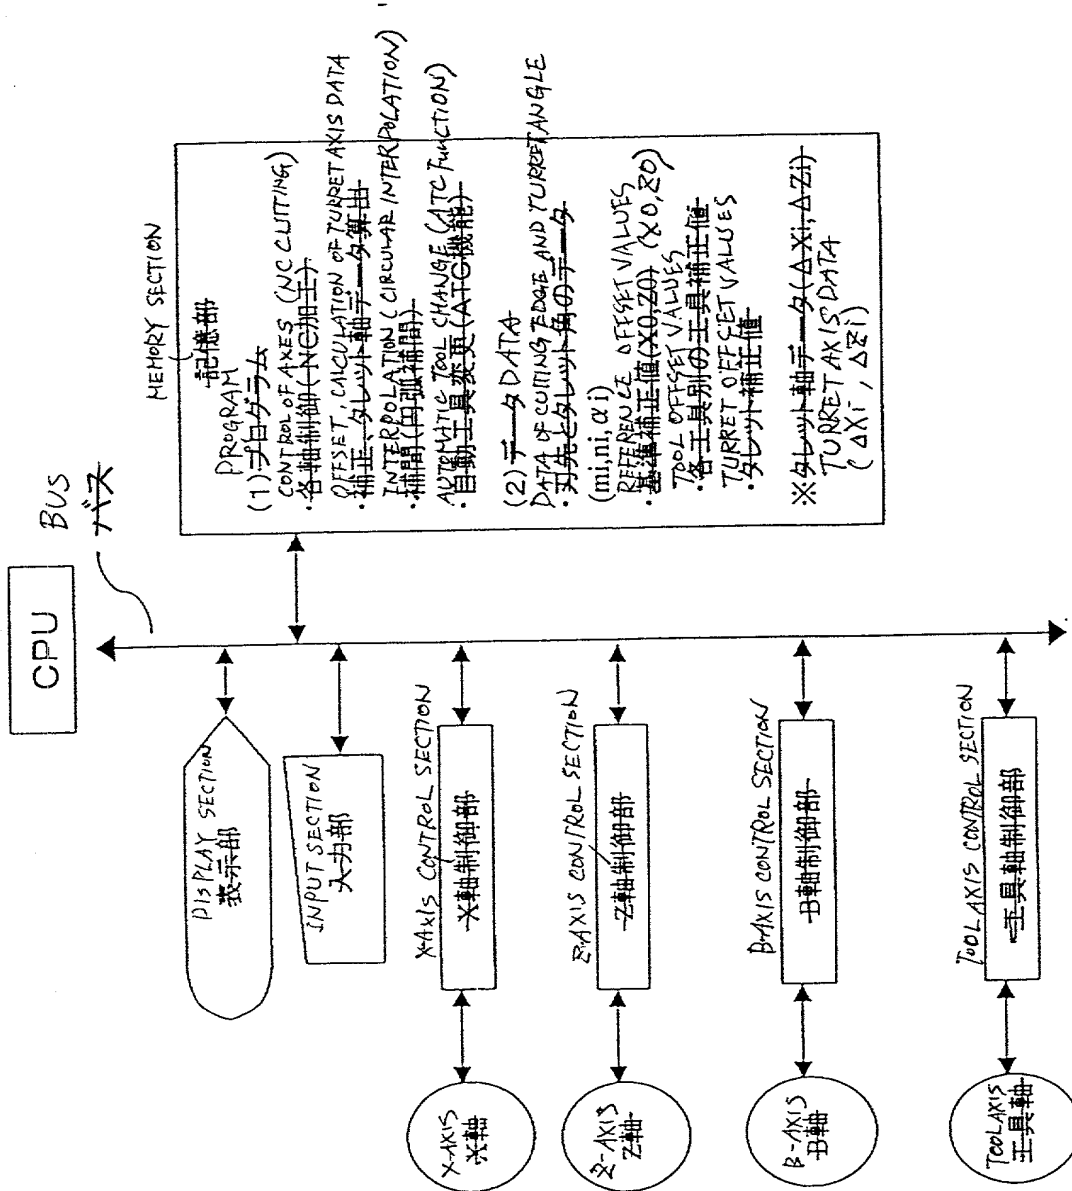 CPU
BUS
バス
MEMORY SECTION
記憶部
PROGRAM
(1)プログラム
CONTROL OF AXES (NC CUTTING)
・各軸制御(NC加工)
OFFSET, CALCULATION OF TURRET AXIS DATA
補正、タレット軸データ算出
INTERPOLATION (CIRCULAR INTERPOLATION)
・補間(円弧補間)
AUTOMATIC TOOL CHANGE (ATC Function)
・自動工具変更(ATC機能)
(2)データ DATA
DATA OF CUTTING EDGE AND TURRET ANGLE
・刃先とタレット角のデータ
(mi,ni,αi)
REFERENCE OFFSET VALUES
・基準補正値(X0,Z0) (X0,Z0)
TOOL OFFSET VALUES
・各工具別の工具補正値
TURRET OFFSET VALUES
・タレット補正値
※タレット軸データ(ΔXi,ΔZi)
TURRET AXIS DATA
(ΔXi, ΔZi)
DISPLAY SECTION
表示部
INPUT SECTION
入力部
X-AXIS CONTROL SECTION
X軸制御部
X-AXIS
X軸
Z-AXIS CONTROL SECTION
Z軸制御部
Z-AXIS
Z軸
B-AXIS CONTROL SECTION
B軸制御部
B-AXIS
B軸
TOOL AXIS CONTROL SECTION
工具軸制御部
TOOL AXIS
工具軸